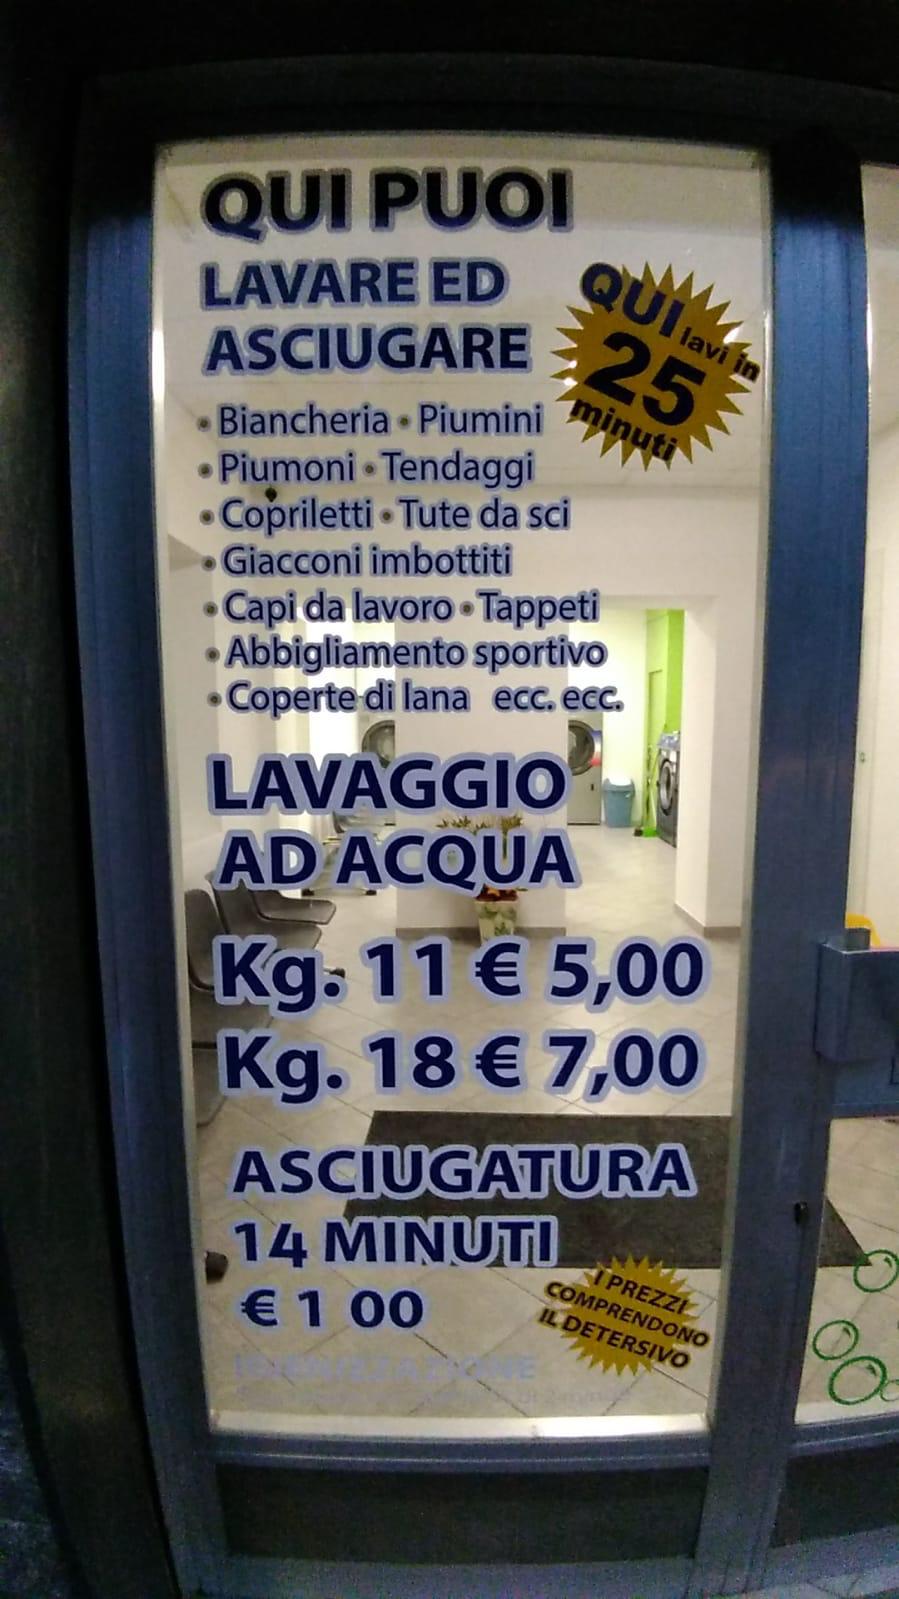 QUI PUOI
LAVARE ED
ASCIUGARE
QUI lavi in
25
minuti
• Biancheria • Piumini
• Piumoni • Tendaggi
• Copriletti • Tute da sci
• Giacconi imbottiti
• Capi da lavoro • Tappeti
• Abbigliamento sportivo
• Coperte di lana ecc. ecc.
LAVAGGIO
AD ACQUA
Kg. 11 € 5,00
Kg. 18 € 7,00
ASCIUGATURA
14 MINUTI
€ 1 00
I PREZZI
COMPRENDONO
IL DETERSIVO
IGIENIZZAZIONE